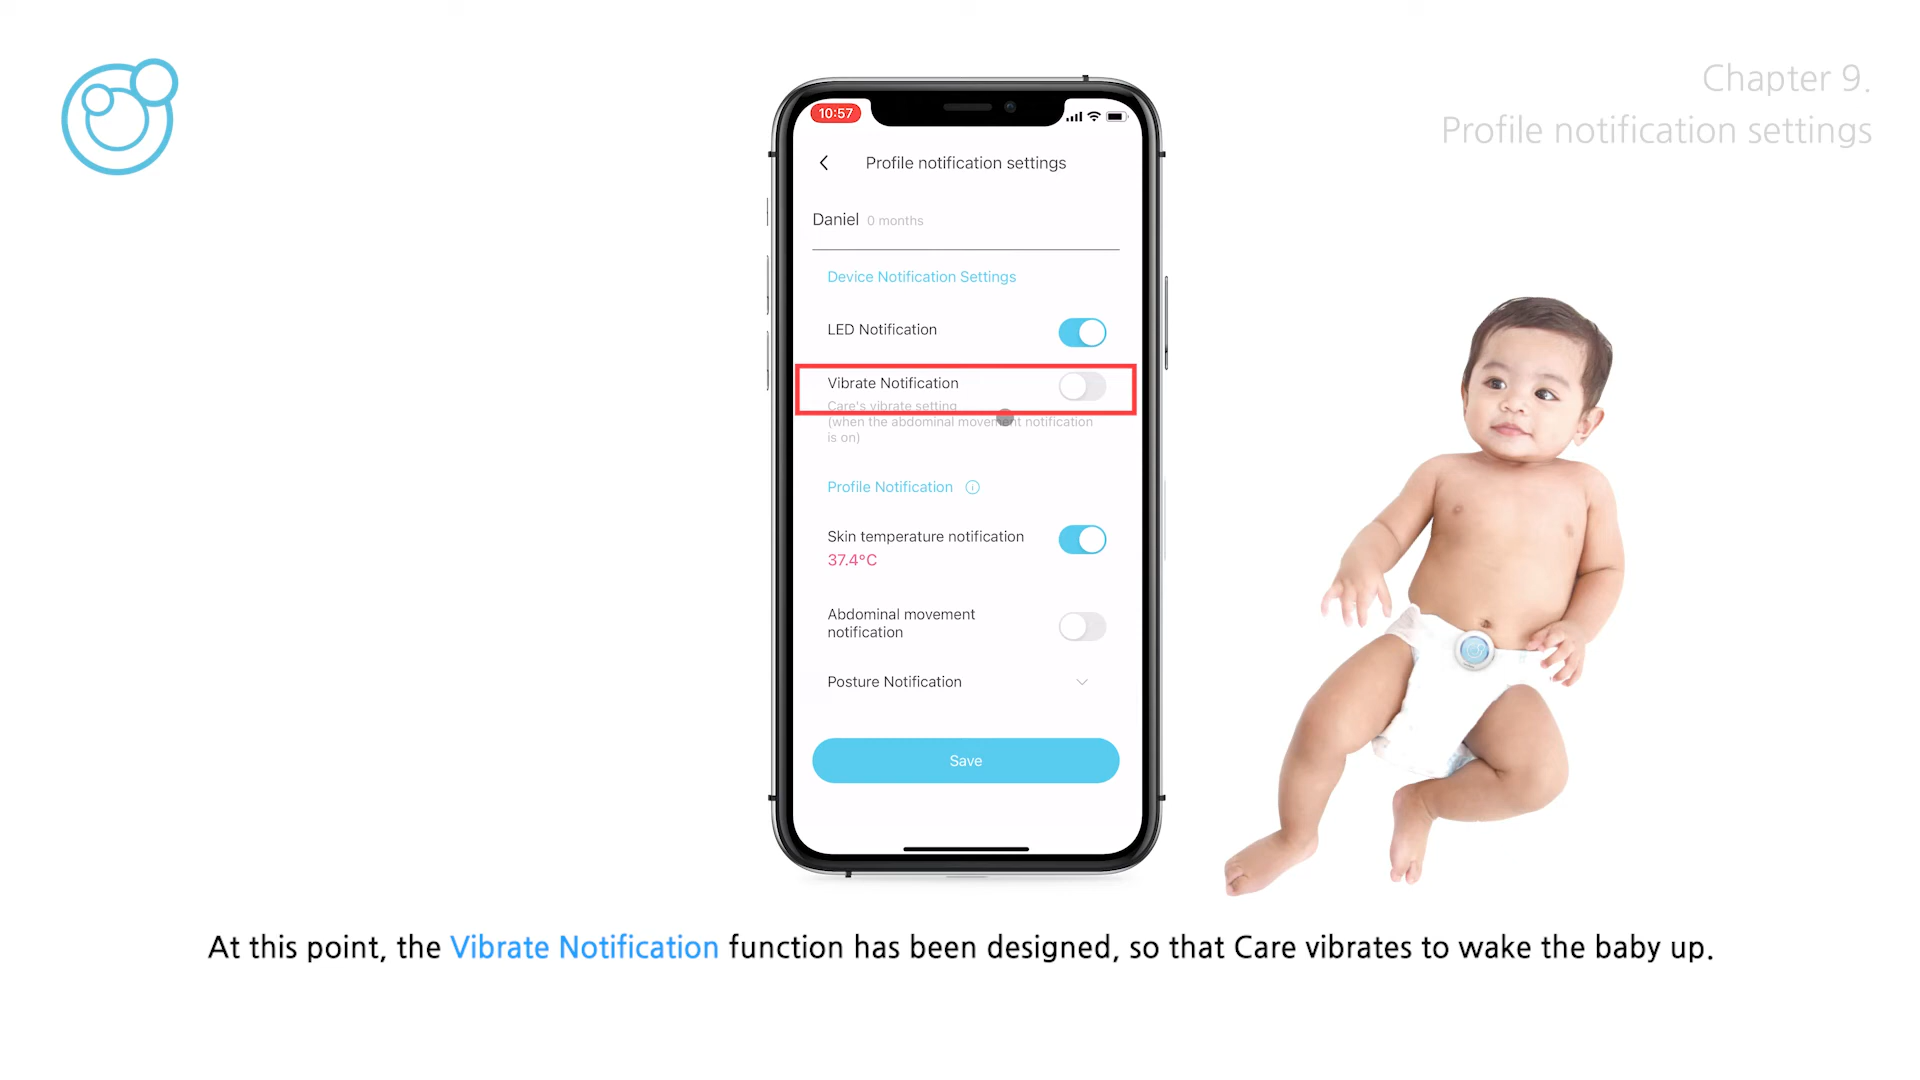 Chapter 9.
Profile notification settings
10:57
Profile notification settings
Daniel 0 months
Device Notification Settings
LED Notification
Vibrate Notification
Care's vibrate setting
(when the abdominal movement notification
is on)
Profile Notification
Skin temperature notification
37.4°C
Abdominal movement
notification
Posture Notification
Save
At this point, the Vibrate Notification function has been designed, so that Care vibrates to wake the baby up.